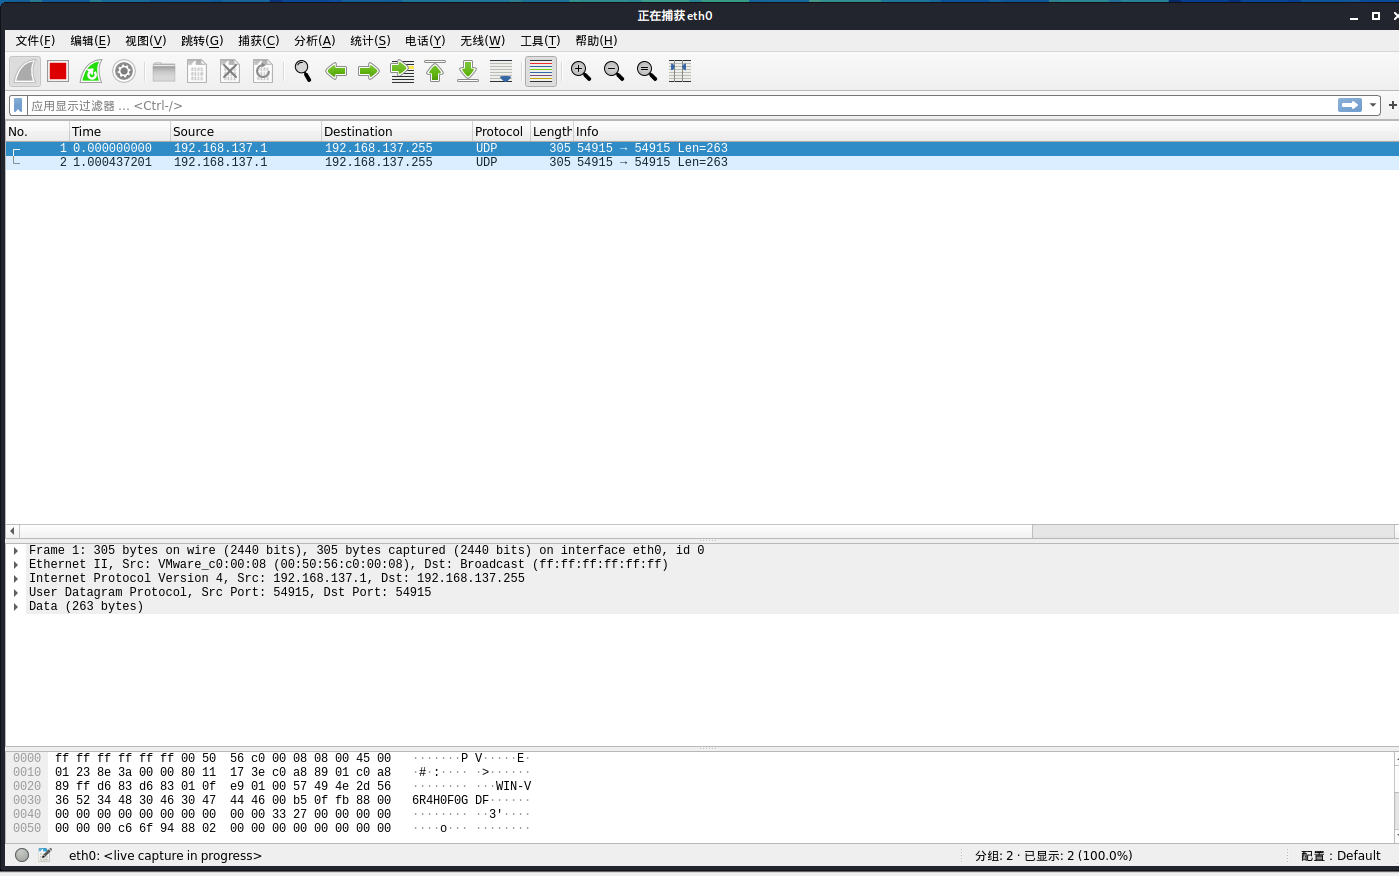 正在捕获eth0
文件(F) 编辑(E) 视图(V) 跳转(G) 捕获(C) 分析(A) 统计(S) 电话(Y) 无线(W) 工具(T) 帮助(H)
应用显示过滤器 … <Ctrl-/>
No. Time Source Destination Protocol Length Info
1 0.000000000 192.168.137.1 192.168.137.255 UDP 305 54915 → 54915 Len=263
2 1.000437201 192.168.137.1 192.168.137.255 UDP 305 54915 → 54915 Len=263
Frame 1: 305 bytes on wire (2440 bits), 305 bytes captured (2440 bits) on interface eth0, id 0
Ethernet II, Src: VMware_c0:00:08 (00:50:56:c0:00:08), Dst: Broadcast (ff:ff:ff:ff:ff:ff)
Internet Protocol Version 4, Src: 192.168.137.1, Dst: 192.168.137.255
User Datagram Protocol, Src Port: 54915, Dst Port: 54915
Data (263 bytes)
0000 ff ff ff ff ff ff 00 50 56 c0 00 08 08 00 45 00 ·······P V·····E·
0010 01 23 8e 3a 00 00 80 11 17 3e c0 a8 89 01 c0 a8 ·#·:···· ·>······
0020 89 ff d6 83 d6 83 01 0f e9 01 00 57 49 4e 2d 56 ········ ···WIN-V
0030 36 52 34 48 30 46 30 47 44 46 00 b5 0f fb 88 00 6R4H0F0G DF······
0040 00 00 00 00 00 00 00 00 00 00 33 27 00 00 00 00 ········ ··3'····
0050 00 00 00 c6 6f 94 88 02 00 00 00 00 00 00 00 00 ····o··· ········
eth0: <live capture in progress> 分组: 2 · 已显示: 2 (100.0%) 配置：Default